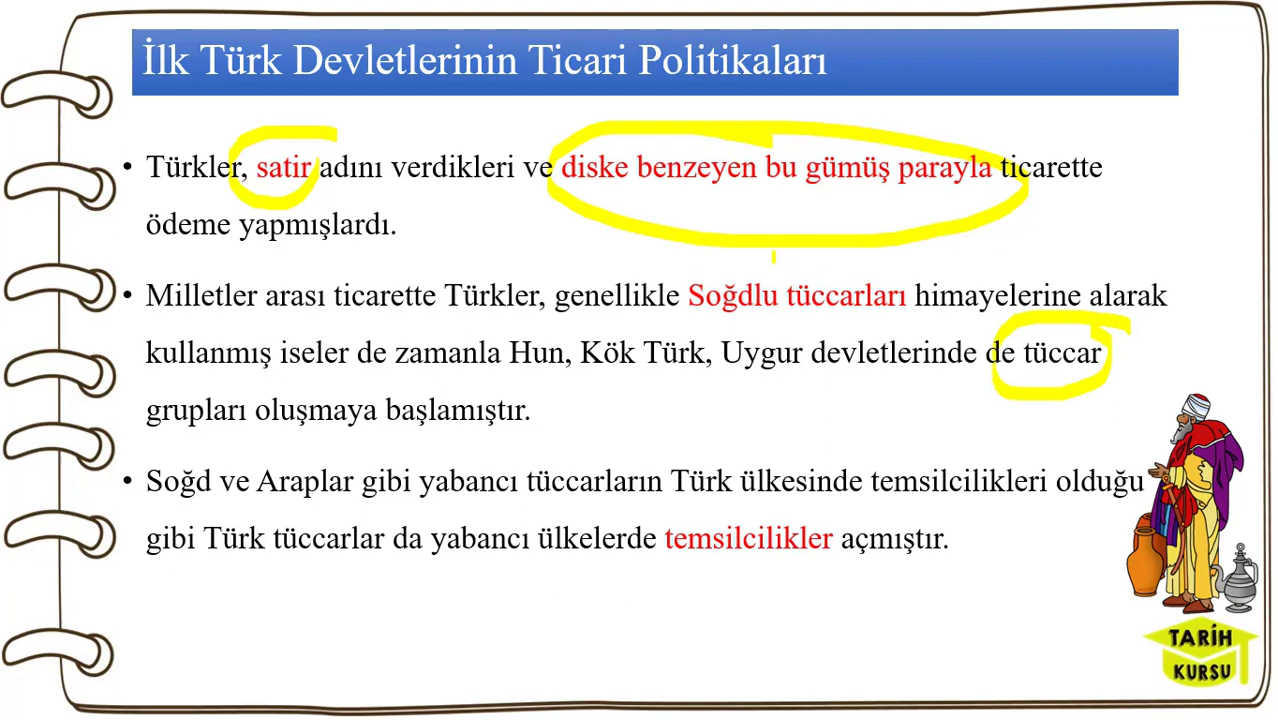 İlk Türk Devletlerinin Ticari Politikaları
• Türkler, satir adını verdikleri ve diske benzeyen bu gümüş parayla ticarette
ödeme yapmışlardı.
• Milletler arası ticarette Türkler, genellikle Soğdlu tüccarları himayelerine alarak
kullanmış iseler de zamanla Hun, Kök Türk, Uygur devletlerinde de tüccar
grupları oluşmaya başlamıştır.
• Soğd ve Araplar gibi yabancı tüccarların Türk ülkesinde temsilcilikleri olduğu
gibi Türk tüccarlar da yabancı ülkelerde temsilcilikler açmıştır.
TARİH
KURSU